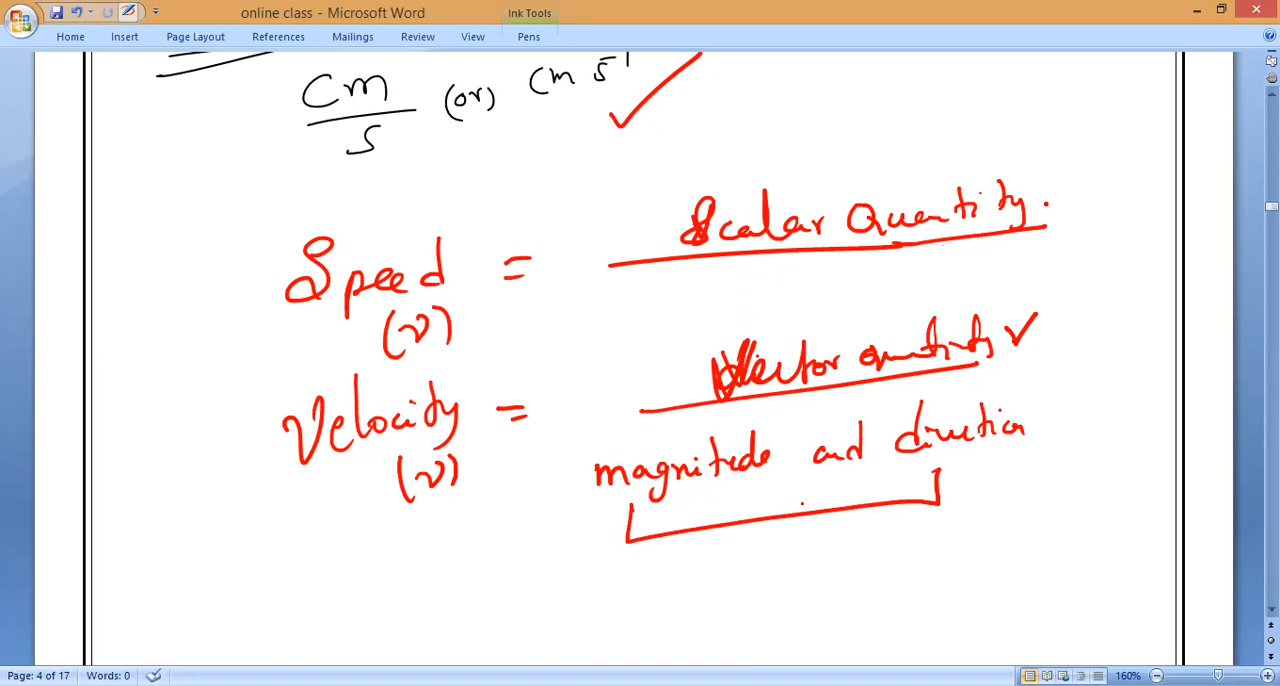 online class - Microsoft Word
Ink Tools
Home Insert Page Layout References Mailings Review View Pens
Cm
(or) Cm s⁻¹
s
Scalar Quantity.
Speed =
(v)
Vector quantity ✓
Velocity =
(v)
magnitude and direction
Page: 4 of 17 Words: 0 160%